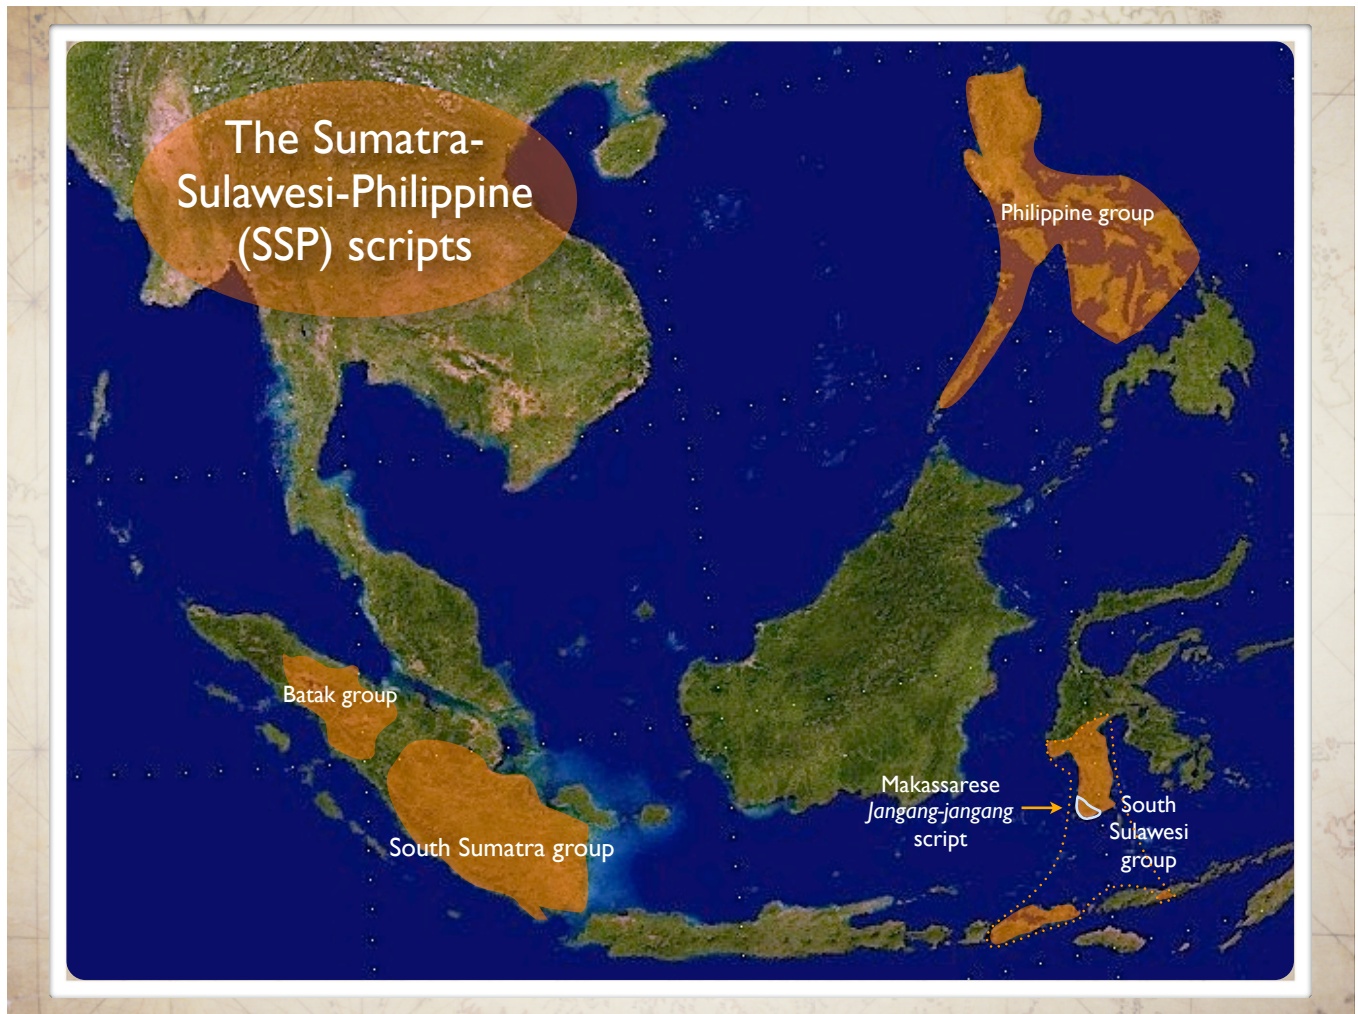 The Sumatra-
Sulawesi-Philippine
(SSP) scripts
Philippine group
Batak group
South Sumatra group
Makassarese
Jangang-jangang
script
South
Sulawesi
group